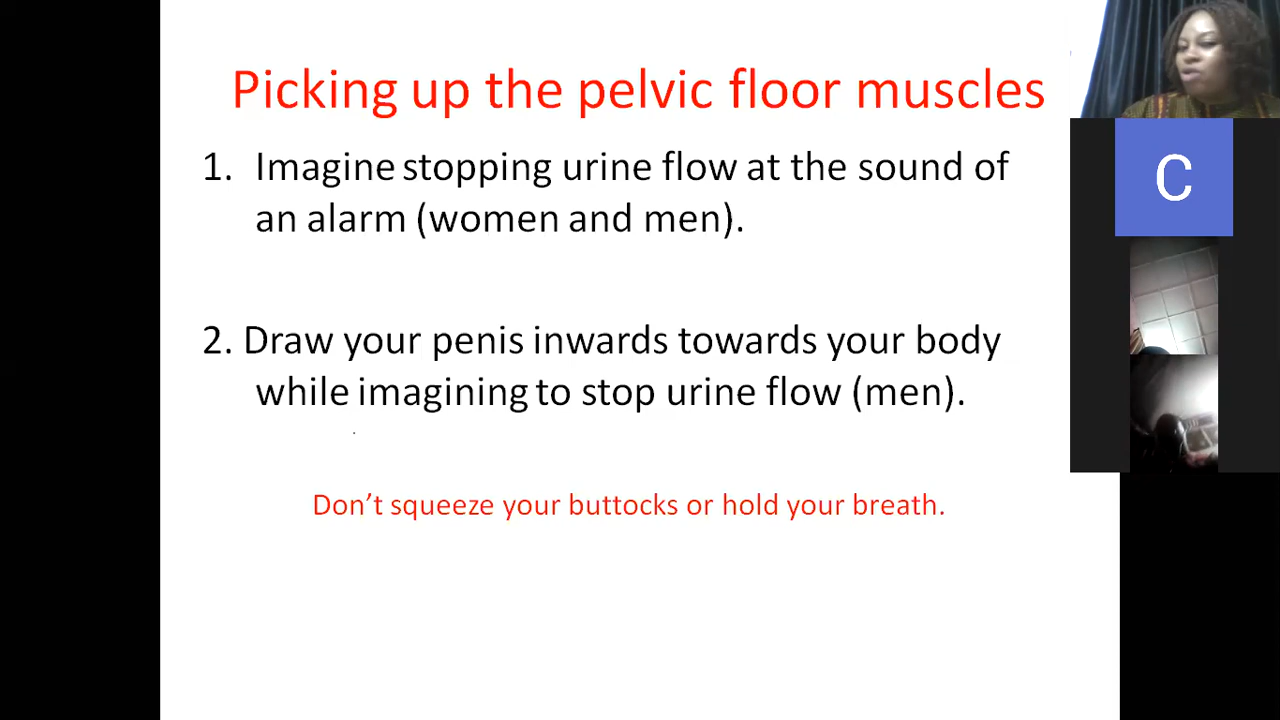 Picking up the pelvic floor muscles
1. Imagine stopping urine flow at the sound of
an alarm (women and men).
C
2. Draw your penis inwards towards your body
while imagining to stop urine flow (men).
Don’t squeeze your buttocks or hold your breath.